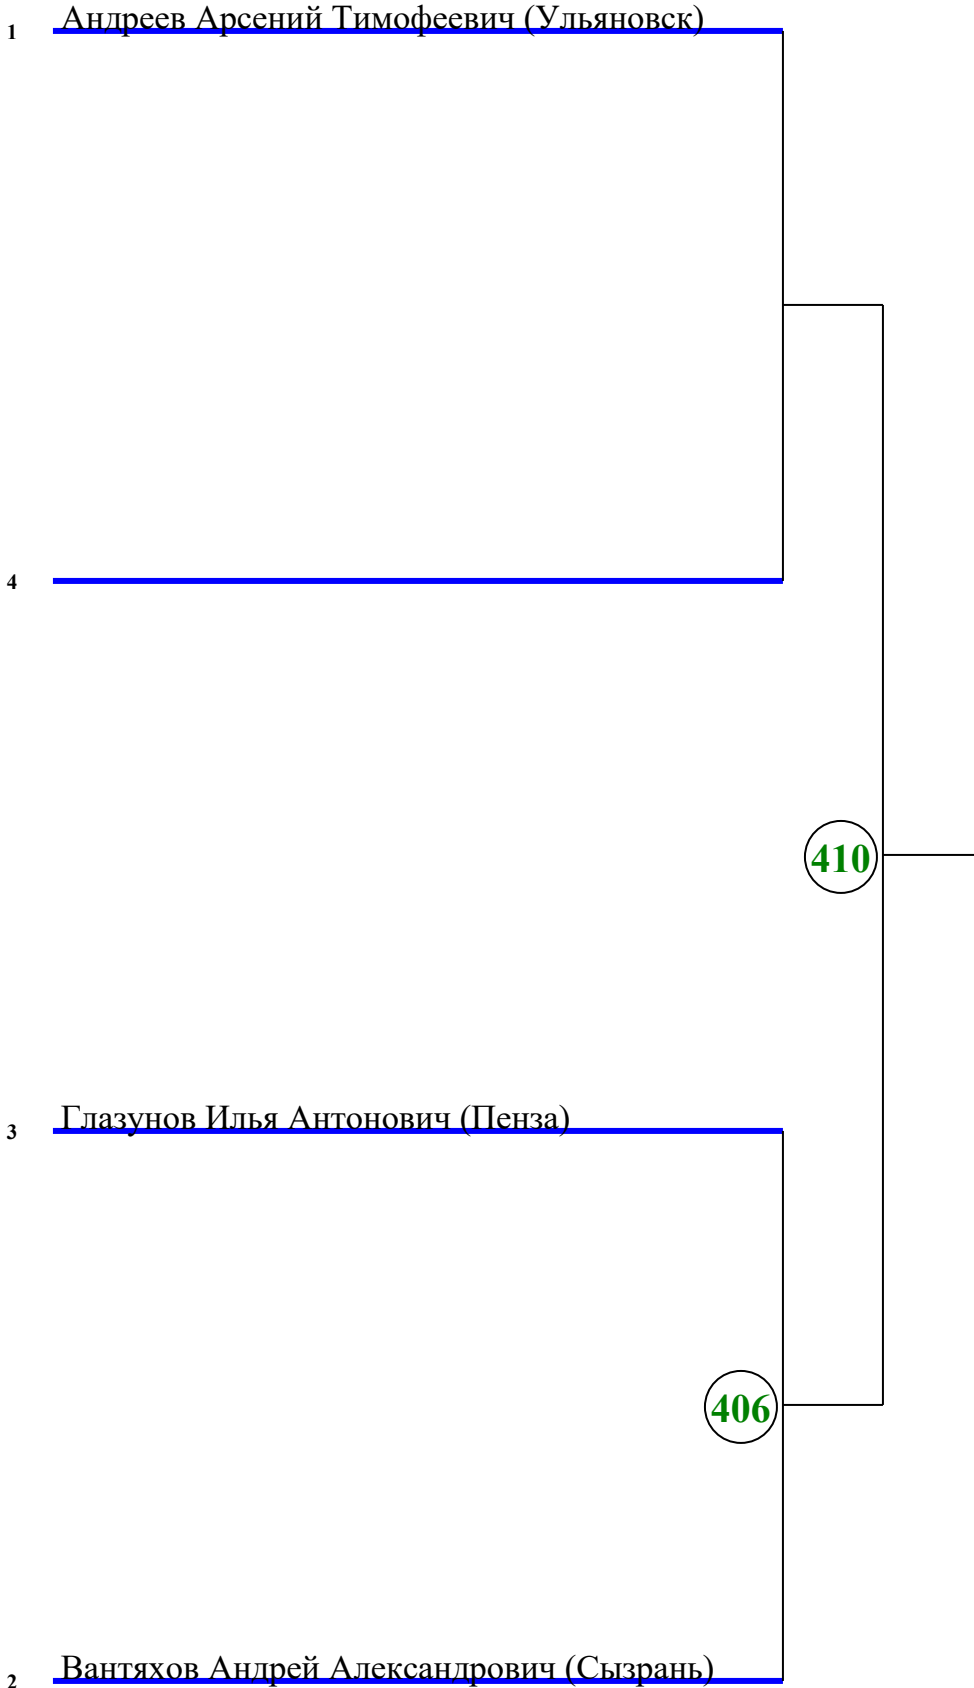 1 Андреев Арсений Тимофеевич (Ульяновск)
4
410
3 Глазунов Илья Антонович (Пенза)
406
2 Вантяхов Андрей Александрович (Сызрань)